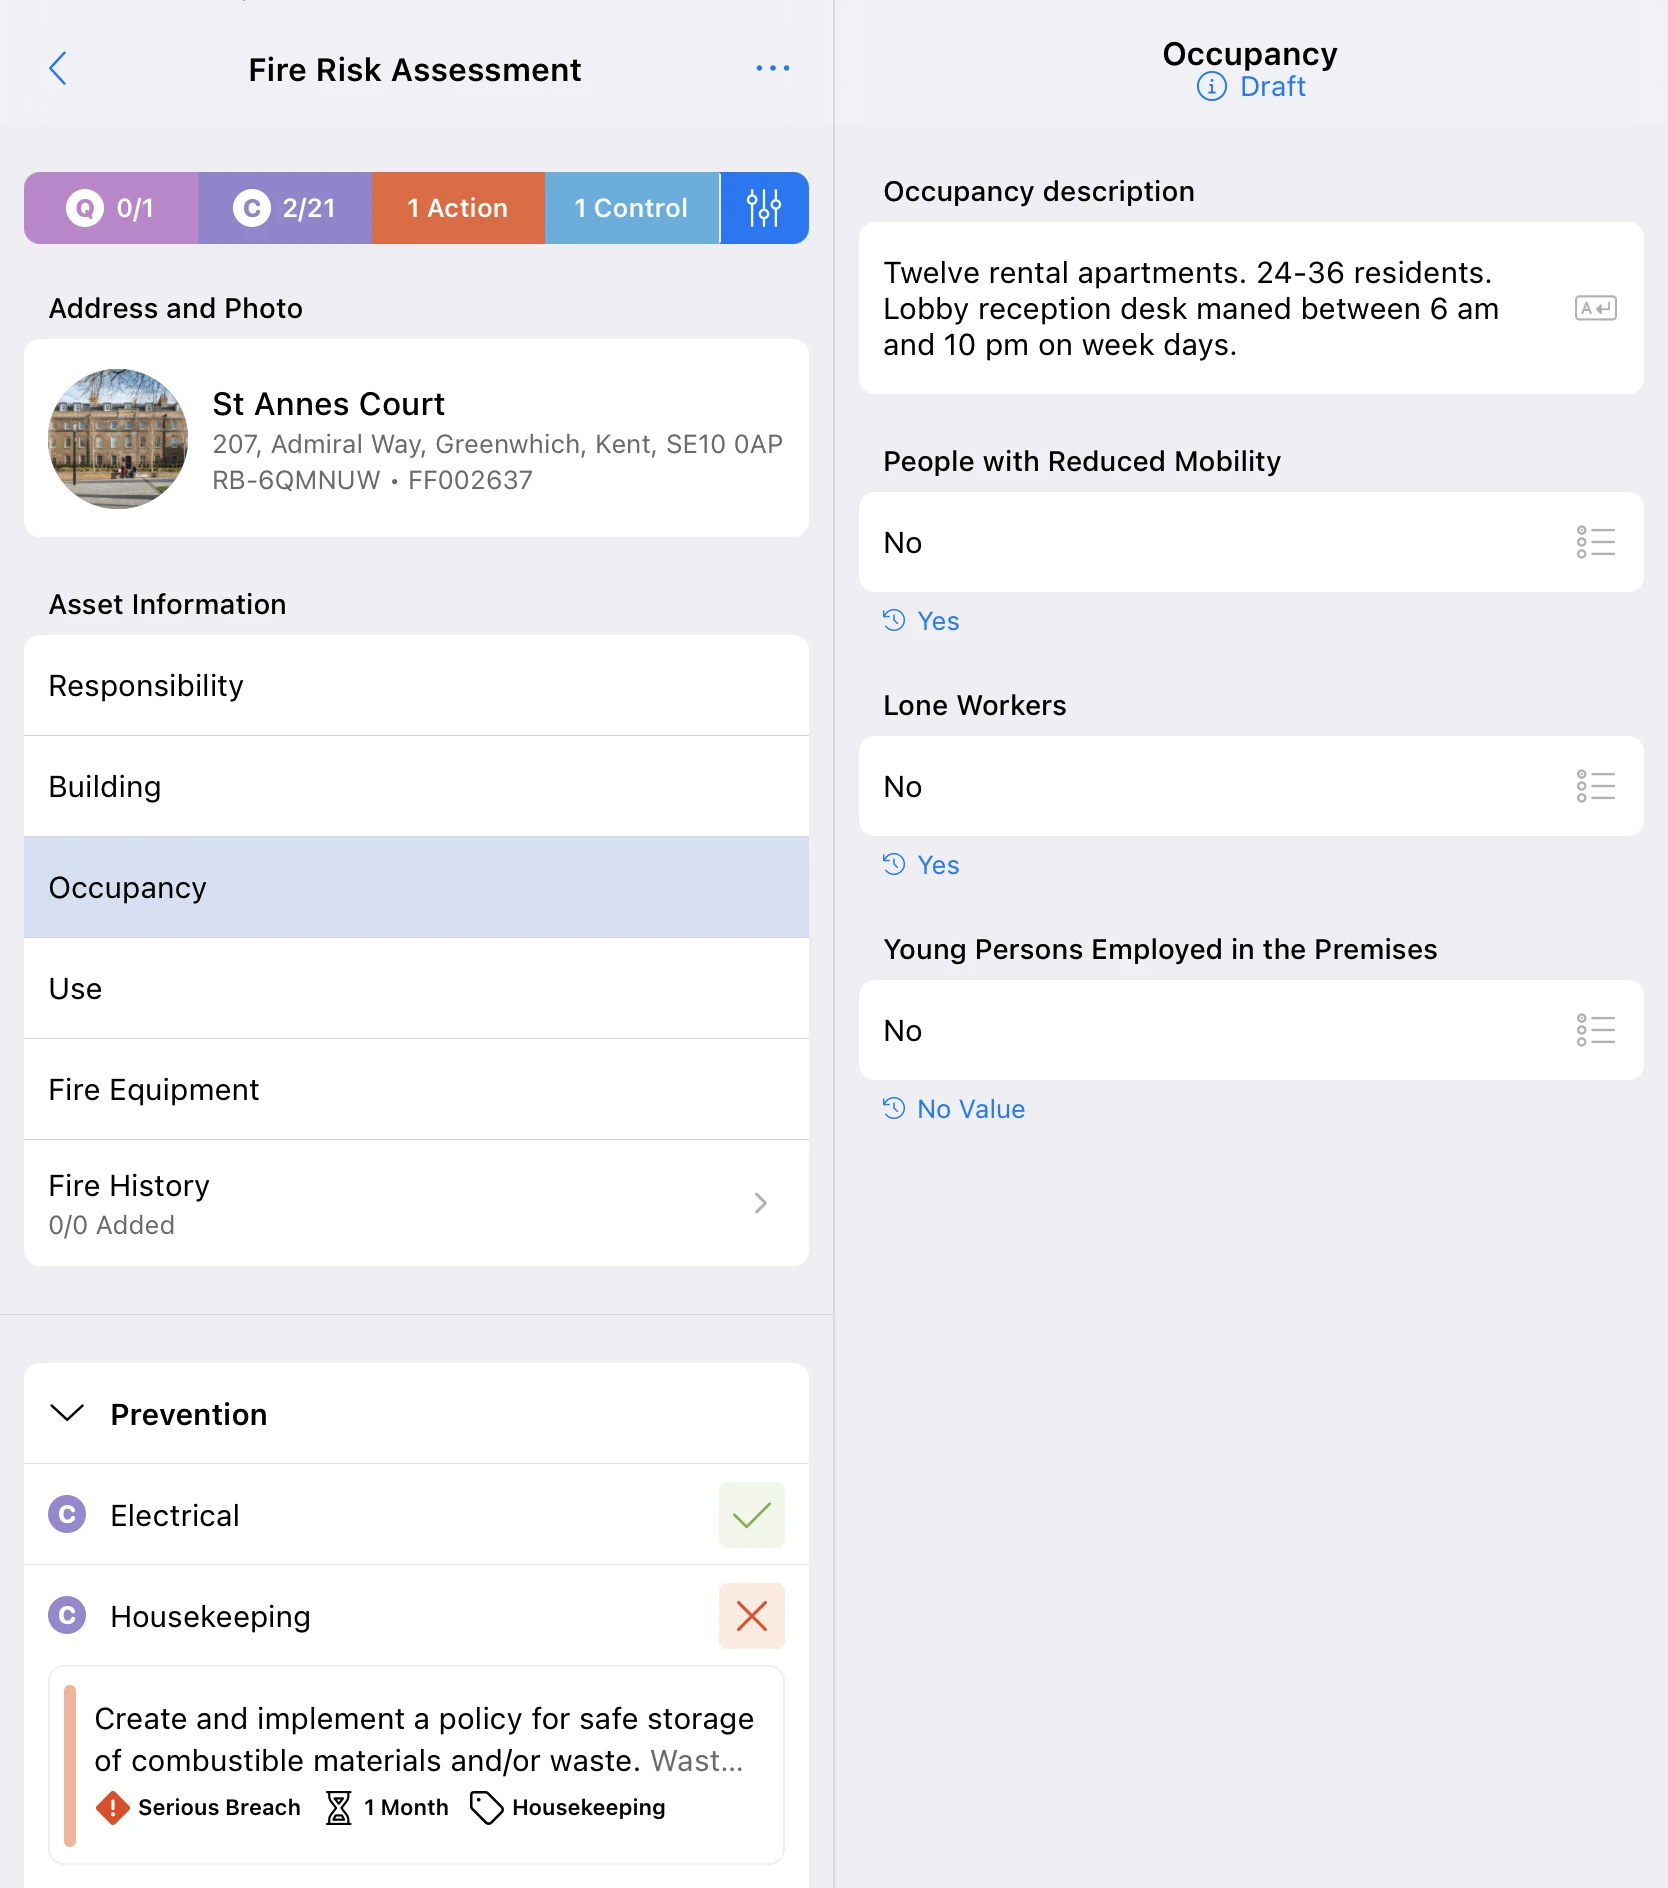 Fire Risk Assessment
Q 0/1
C 2/21
1 Action
1 Control
Address and Photo
St Annes Court
207, Admiral Way, Greenwhich, Kent, SE10 0AP
RB-6QMNUW • FF002637
Asset Information
Responsibility
Building
Occupancy
Use
Fire Equipment
Fire History
0/0 Added
Prevention
C Electrical
C Housekeeping
Create and implement a policy for safe storage
of combustible materials and/or waste. Wast...
Serious Breach 1 Month Housekeeping
Occupancy
Draft
Occupancy description
Twelve rental apartments. 24-36 residents.
Lobby reception desk maned between 6 am
and 10 pm on week days.
A
People with Reduced Mobility
No
Yes
Lone Workers
No
Yes
Young Persons Employed in the Premises
No
No Value